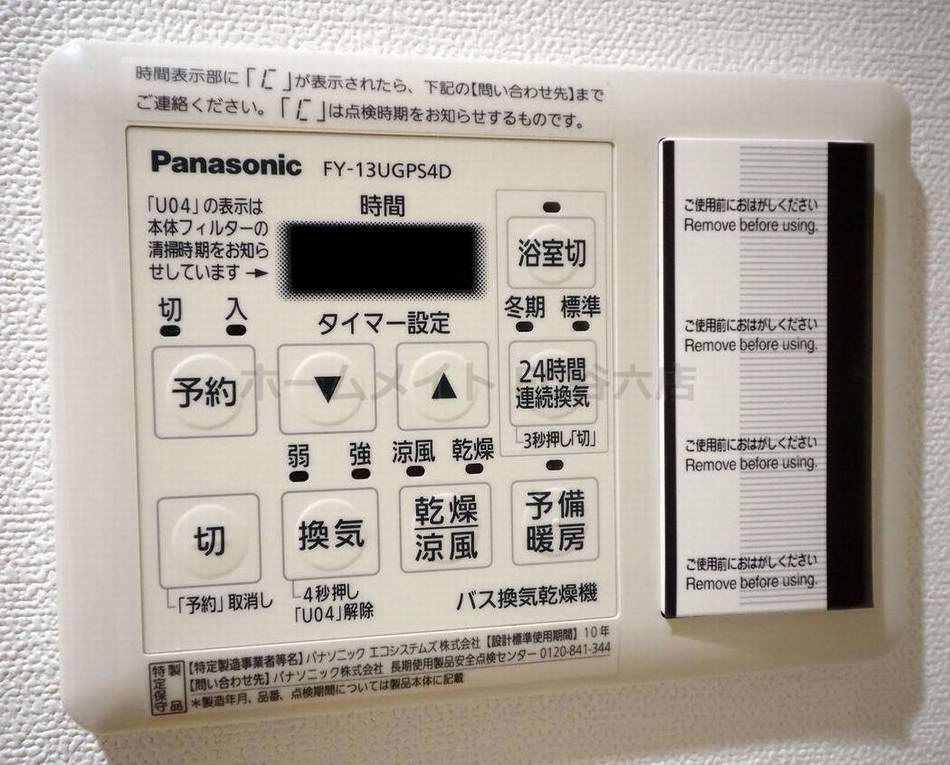 時間表示部に「C」が表示されたら、下記の【問い合わせ先】まで
ご連絡ください。「C」は点検時期をお知らせするものです。
Panasonic FY-13UGPS4D
「U04」の表示は
本体フィルターの
清掃時期をお知ら
せしています→
時間
浴室切
切 入
タイマー設定
冬期 標準
予約
▼
▲
24時間
連続換気
3秒押し「切」
弱 強
涼風 乾燥
切
換気
乾燥
涼風
予備
暖房
「予約」取消し
4秒押し
「U04」解除
バス換気乾燥機
特定保守製品
【特定製造事業者等名】パナソニック エコシステムズ株式会社【設計標準使用期間】10年
【問い合わせ先】パナソニック株式会社 長期使用製品安全点検センター 0120-841-344
*製造年月、品番、点検期間については製品本体に記載
ご使用前におはがしください
Remove before using.
ご使用前におはがしください
Remove before using.
ご使用前におはがしください
Remove before using.
ご使用前におはがしください
Remove before using.
ホームメイト 谷六店